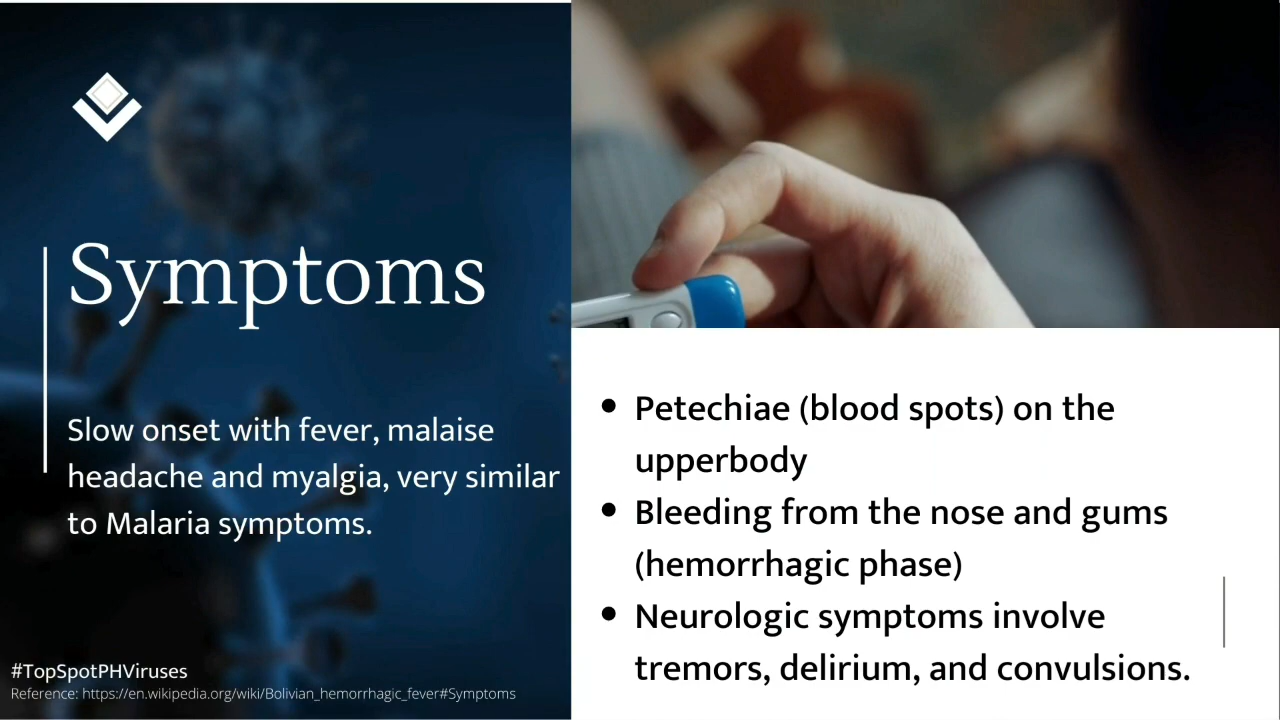 Symptoms
Slow onset with fever, malaise
headache and myalgia, very similar
to Malaria symptoms.
#TopSpotPHViruses
Reference: https://en.wikipedia.org/wiki/Bolivian_hemorrhagic_fever#Symptoms
• Petechiae (blood spots) on the
upperbody
• Bleeding from the nose and gums
(hemorrhagic phase)
• Neurologic symptoms involve
tremors, delirium, and convulsions.